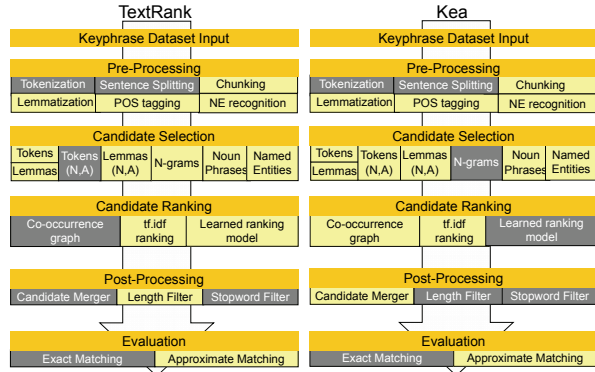 TextRank
Keyphrase Dataset Input
Pre-Processing
Tokenization Sentence Splitting Chunking
Lemmatization POS tagging NE recognition
Candidate Selection
Tokens Tokens Lemmas N-grams Noun Named
Lemmas (N,A) (N,A) Phrases Entities
Candidate Ranking
Co-occurrence tf.idf Learned ranking
graph ranking model
Post-Processing
Candidate Merger Length Filter Stopword Filter
Evaluation
Exact Matching Approximate Matching
Kea
Keyphrase Dataset Input
Pre-Processing
Tokenization Sentence Splitting Chunking
Lemmatization POS tagging NE recognition
Candidate Selection
Tokens Tokens Lemmas N-grams Noun Named
Lemmas (N,A) (N,A) Phrases Entities
Candidate Ranking
Co-occurrence tf.idf Learned ranking
graph ranking model
Post-Processing
Candidate Merger Length Filter Stopword Filter
Evaluation
Exact Matching Approximate Matching